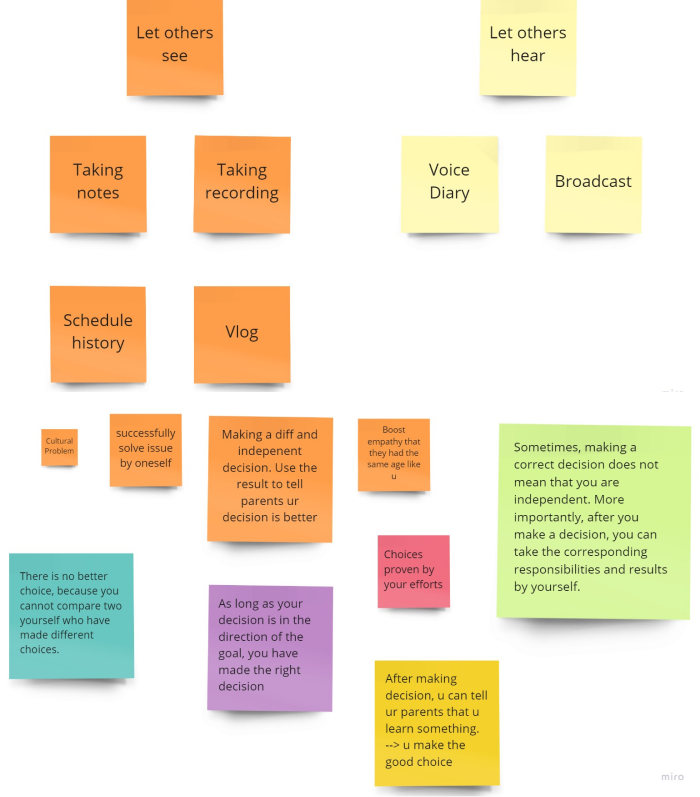 Let others
see
Let others
hear
Taking
notes
Taking
recording
Voice
Diary
Broadcast
Schedule
history
Vlog
Cultural
Problem
successfully
solve issue
by oneself
Making a diff and
indepenent
decision. Use the
result to tell
parents ur
decision is better
Boost
empathy that
they had the
same age like
u
Sometimes, making a
correct decision does not
mean that you are
independent. More
importantly, after you
make a decision, you can
take the corresponding
responsibilities and results
by yourself.
Choices
proven by
your efforts
There is no better
choice, because you
cannot compare two
yourself who have
made different
choices.
As long as your
decision is in the
direction of the
goal, you have
made the right
decision
After making
decision, u can tell
ur parents that u
learn something.
--> u make the
good choice
miro